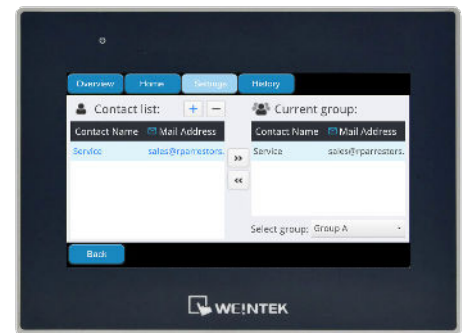 Overview Home Settings History
Contact list: + −
Current group:
Contact Name Mail Address
Contact Name Mail Address
Service sales@rparrestors.
Service sales@rparrestors.
»
«
Select group: Group A
Back
WEINTEK